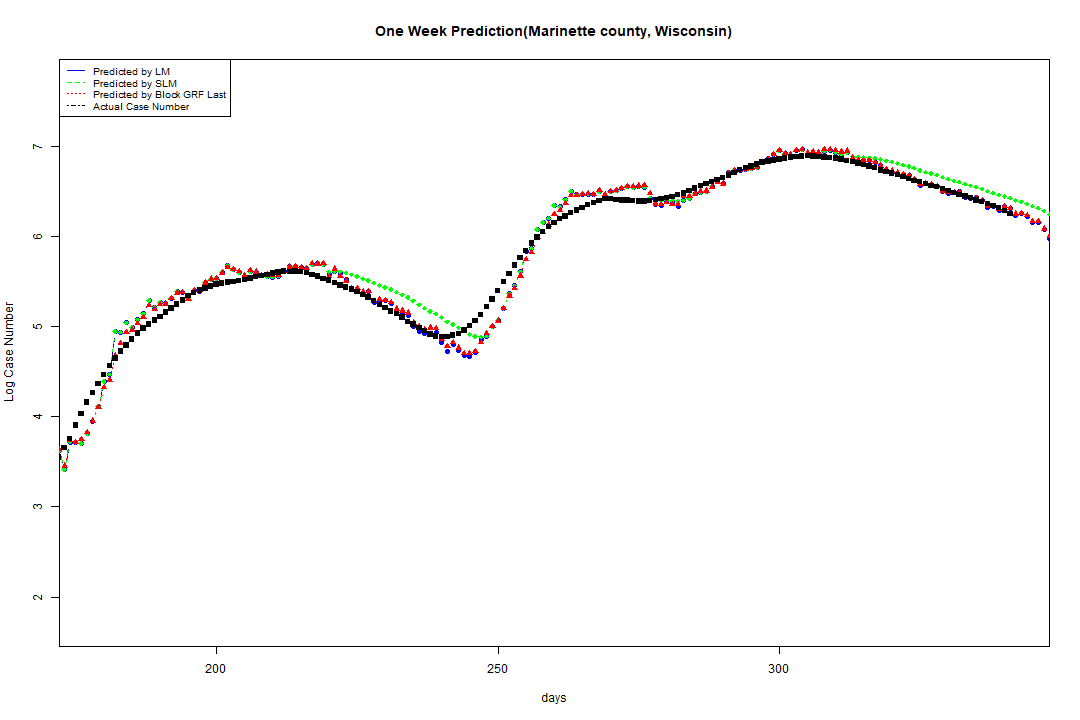 One Week Prediction(Marinette county, Wisconsin)
Predicted by LM
Predicted by SLM
Predicted by Block GRF Last
Actual Case Number
7
6
5
4
3
2
Log Case Number
200
250
300
days